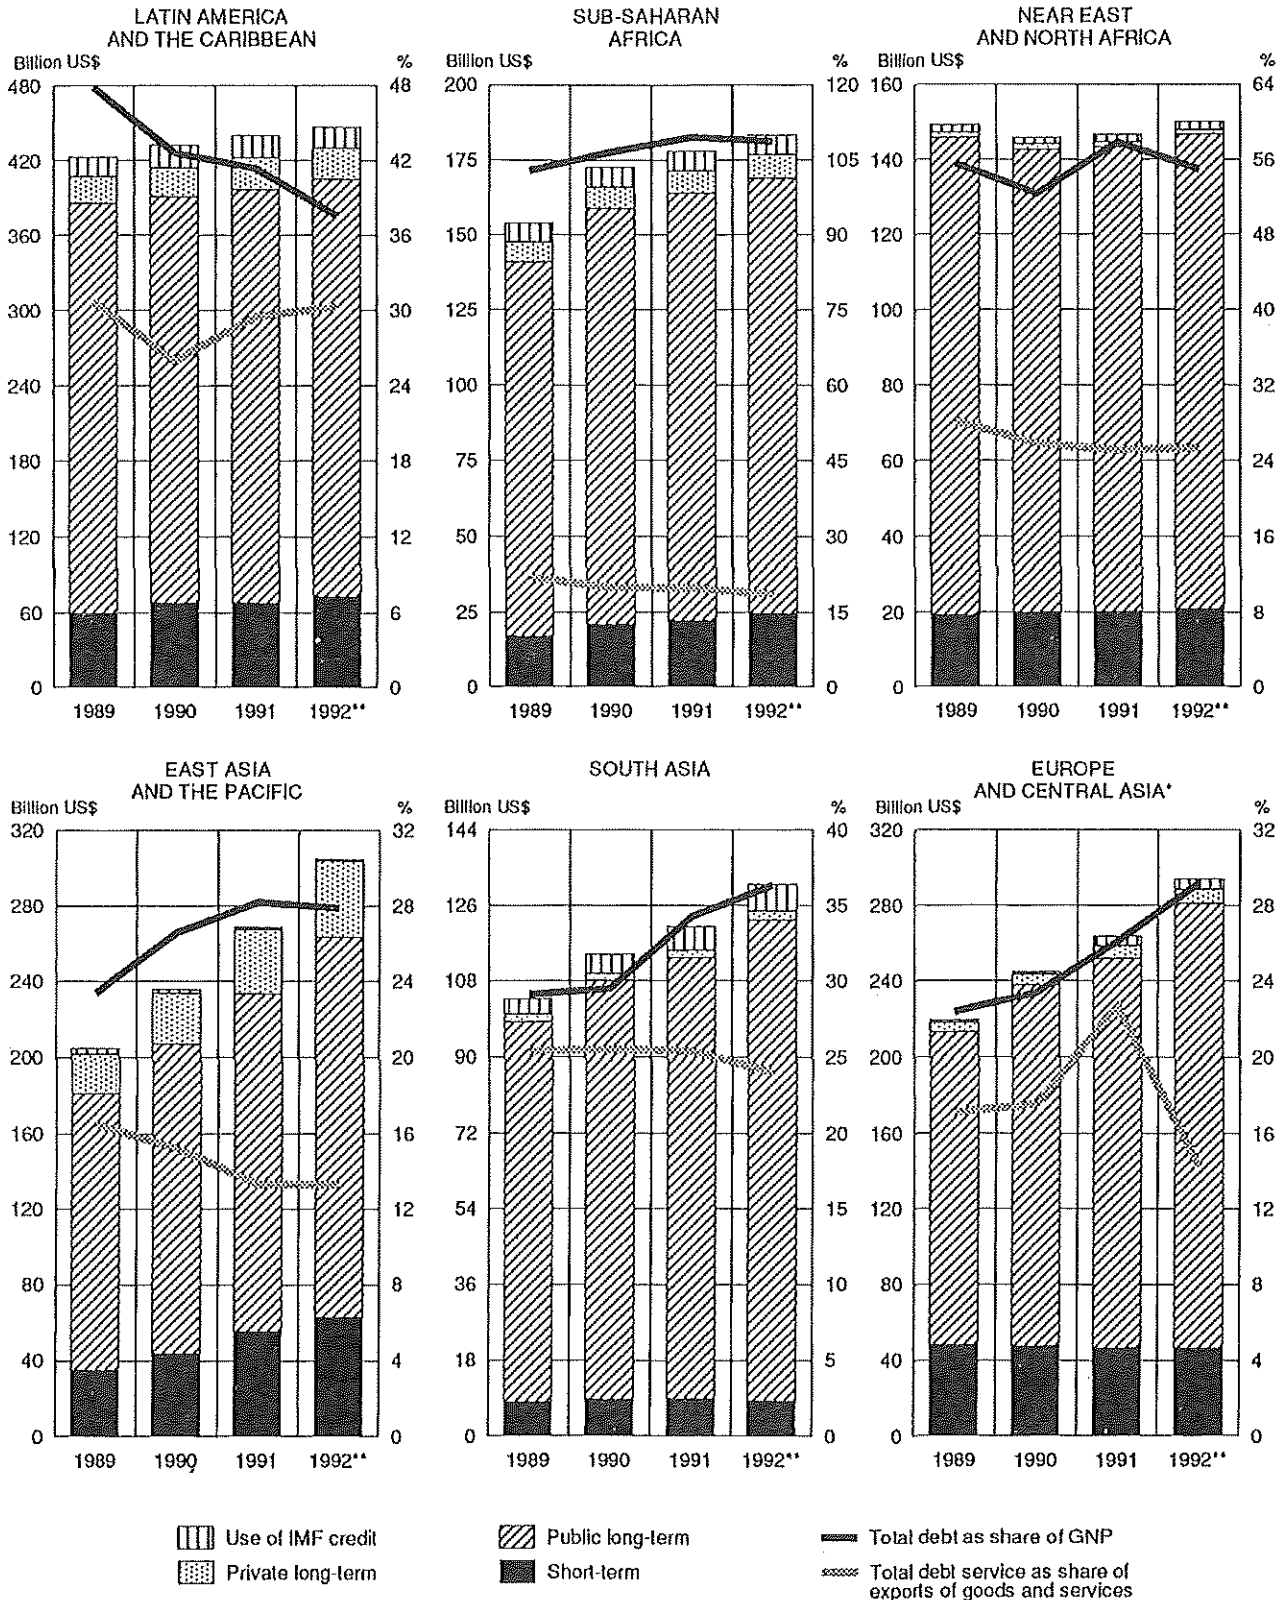 LATIN AMERICA
AND THE CARIBBEAN
Billion US$ %
480 48
420 42
360 36
300 30
240 24
180 18
120 12
60 6
0 0
1989 1990 1991 1992**
SUB-SAHARAN
AFRICA
Billion US$ %
200 120
175 105
150 90
125 75
100 60
75 45
50 30
25 15
0 0
1989 1990 1991 1992**
NEAR EAST
AND NORTH AFRICA
Billion US$ %
160 64
140 56
120 48
100 40
80 32
60 24
40 16
20 8
0 0
1989 1990 1991 1992**
EAST ASIA
AND THE PACIFIC
Billion US$ %
320 32
280 28
240 24
200 20
160 16
120 12
80 8
40 4
0 0
1989 1990 1991 1992**
SOUTH ASIA
Billion US$ %
144 40
126 35
108 30
90 25
72 20
54 15
36 10
18 5
0 0
1989 1990 1991 1992**
EUROPE
AND CENTRAL ASIA*
Billion US$ %
320 32
280 28
240 24
200 20
160 16
120 12
80 8
40 4
0 0
1989 1990 1991 1992**
Use of IMF credit
Private long-term
Public long-term
Short-term
Total debt as share of GNP
Total debt service as share of
exports of goods and services